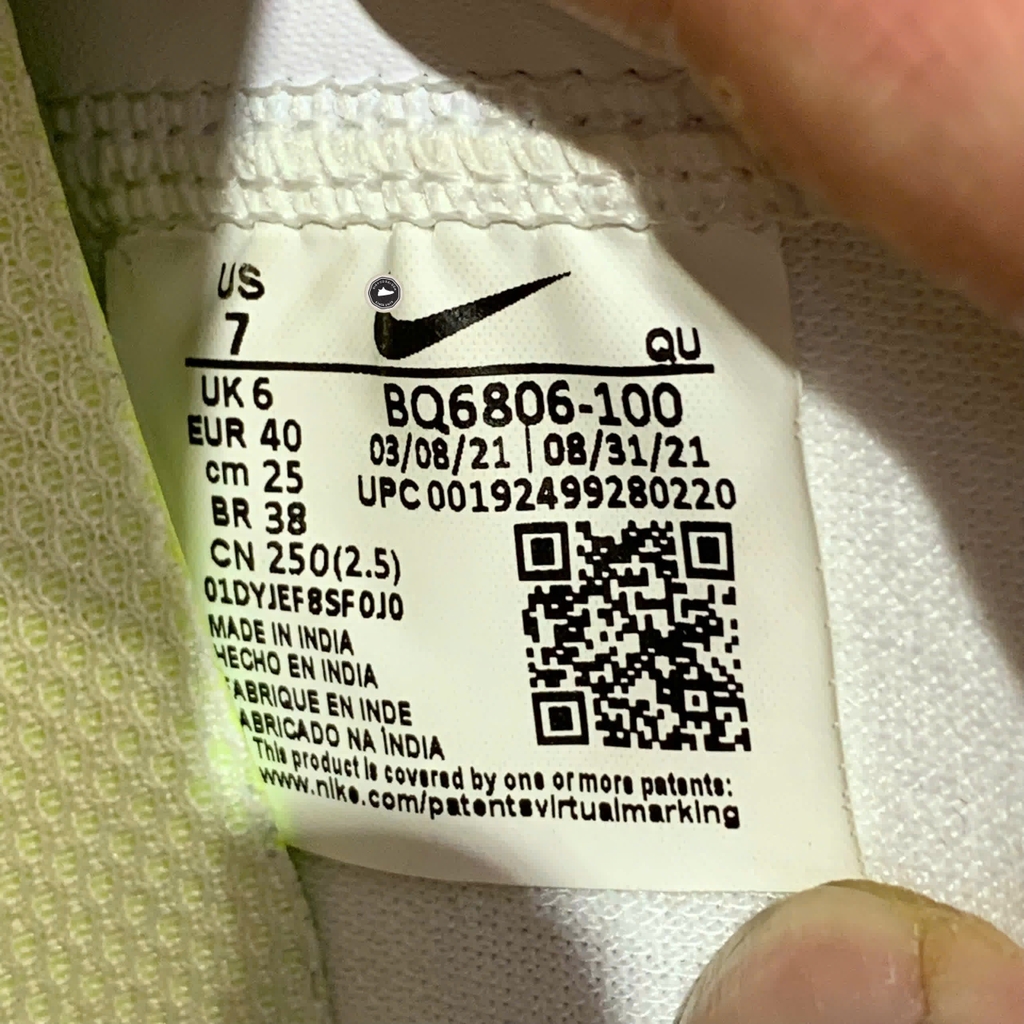 US
7
QU
UK 6
EUR 40
cm 25
BR 38
CN 250(2.5)
BQ6806-100
03/08/21 | 08/31/21
UPC 00192499280220
01DYJEF8SF0J0
MADE IN INDIA
HECHO EN INDIA
FABRIQUE EN INDE
FABRICADO NA ÍNDIA
This product is covered by one or more patents:
www.nike.com/patentsvirtualmarking